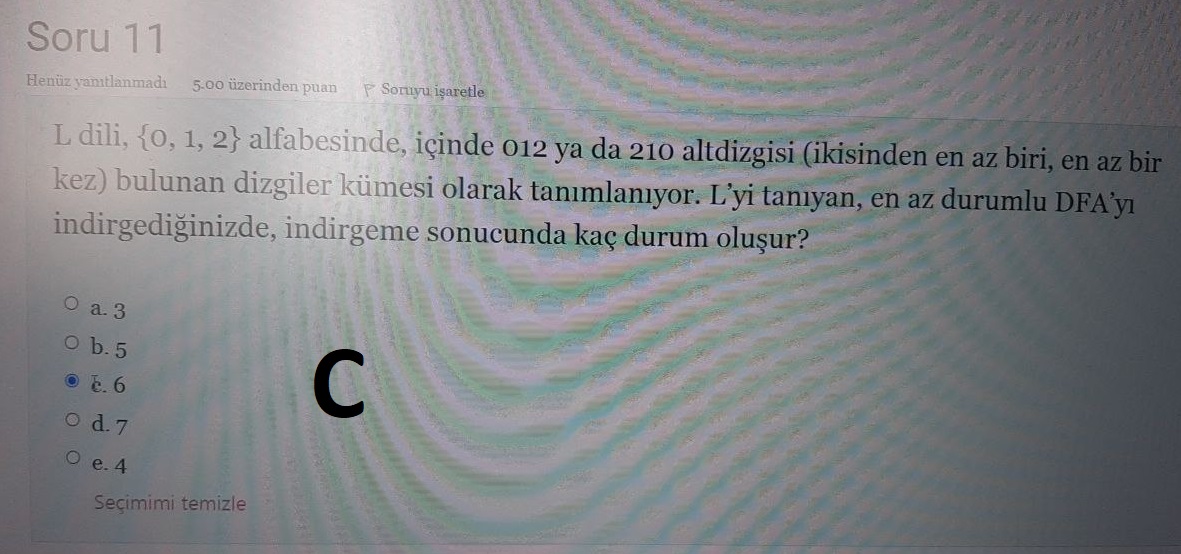 Soru 11
Henüz yanıtlanmadı 5.00 üzerinden puan Soruyu işaretle
L dili, {0, 1, 2} alfabesinde, içinde 012 ya da 210 altdizgisi (ikisinden en az biri, en az bir
kez) bulunan dizgiler kümesi olarak tanımlanıyor. L'yi tanıyan, en az durumlu DFA'yı
indirgediğinizde, indirgeme sonucunda kaç durum oluşur?
a. 3
b. 5
c. 6
d. 7
e. 4
C
Seçimimi temizle